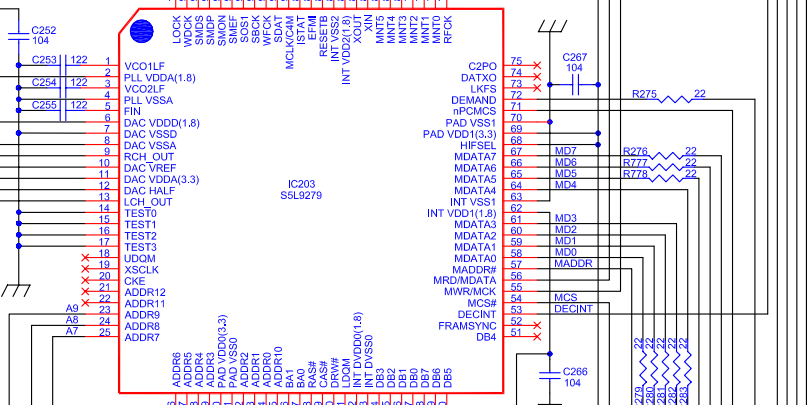 LOCK
WDCK
SMDS
SMDP
SMON
SMEF
SOS1
SBCK
WFCK
SDAT
MCLK/C4M
ISTAT
EFMI
RESETB
INT VSS2
INT VDD2(1.8)
XOUT
XIN
MNT5
MNT4
MNT3
MNT2
MNT1
MNT0
RFCK
C252
104
C253 122
C254 122
C255 122
1 VCO1LF
2 PLL VDDA(1.8)
3 VCO2LF
4 PLL VSSA
5 FIN
6 DAC VDDD(1.8)
7 DAC VSSD
8 DAC VSSA
9 RCH_OUT
10 DAC VREF
11 DAC VDDA(3.3)
12 DAC HALF
13 LCH_OUT
14 TEST0
15 TEST1
16 TEST2
17 TEST3
18 UDQM
19 XSCLK
20 CKE
21 ADDR12
22 ADDR11
A9 23 ADDR9
A8 24 ADDR8
A7 25 ADDR7
IC203
S5L9279
C2PO 75
DATXO 74
LKFS 73
DEMAND 72
nPCMCS 71
PAD VSS1 70
PAD VDD1(3.3) 69
HIFSEL 68
MDATA7 67 MD7
MDATA6 66 MD6
MDATA5 65 MD5
MDATA4 64 MD4
INT VSS1 63
INT VDD1(1.8) 62
MDATA3 61 MD3
MDATA2 60 MD2
MDATA1 59 MD1
MDATA0 58 MD0
MADDR# 57 MADDR
MRD/MDATA 56
MWR/MCK 55
MCS# 54 MCS
DECINT 53 DECINT
FRAMSYNC 52
DB4 51
C267
104
R275 22
R276 22
R777 22
R778 22
C266
104
22
22
22
22
22
279
280
281
282
283
ADDR6
ADDR5
ADDR4
ADDR3
PAD VDD0(3.3)
PAD VSS0
ADDR2
ADDR1
ADDR0
ADDR10
BA1
BA0
RAS#
CAS#
DRW#
LDQM
INT DVDD0(1.8)
INT DVSS0
DB3
DB2
DB1
DB0
DB7
DB6
DB5